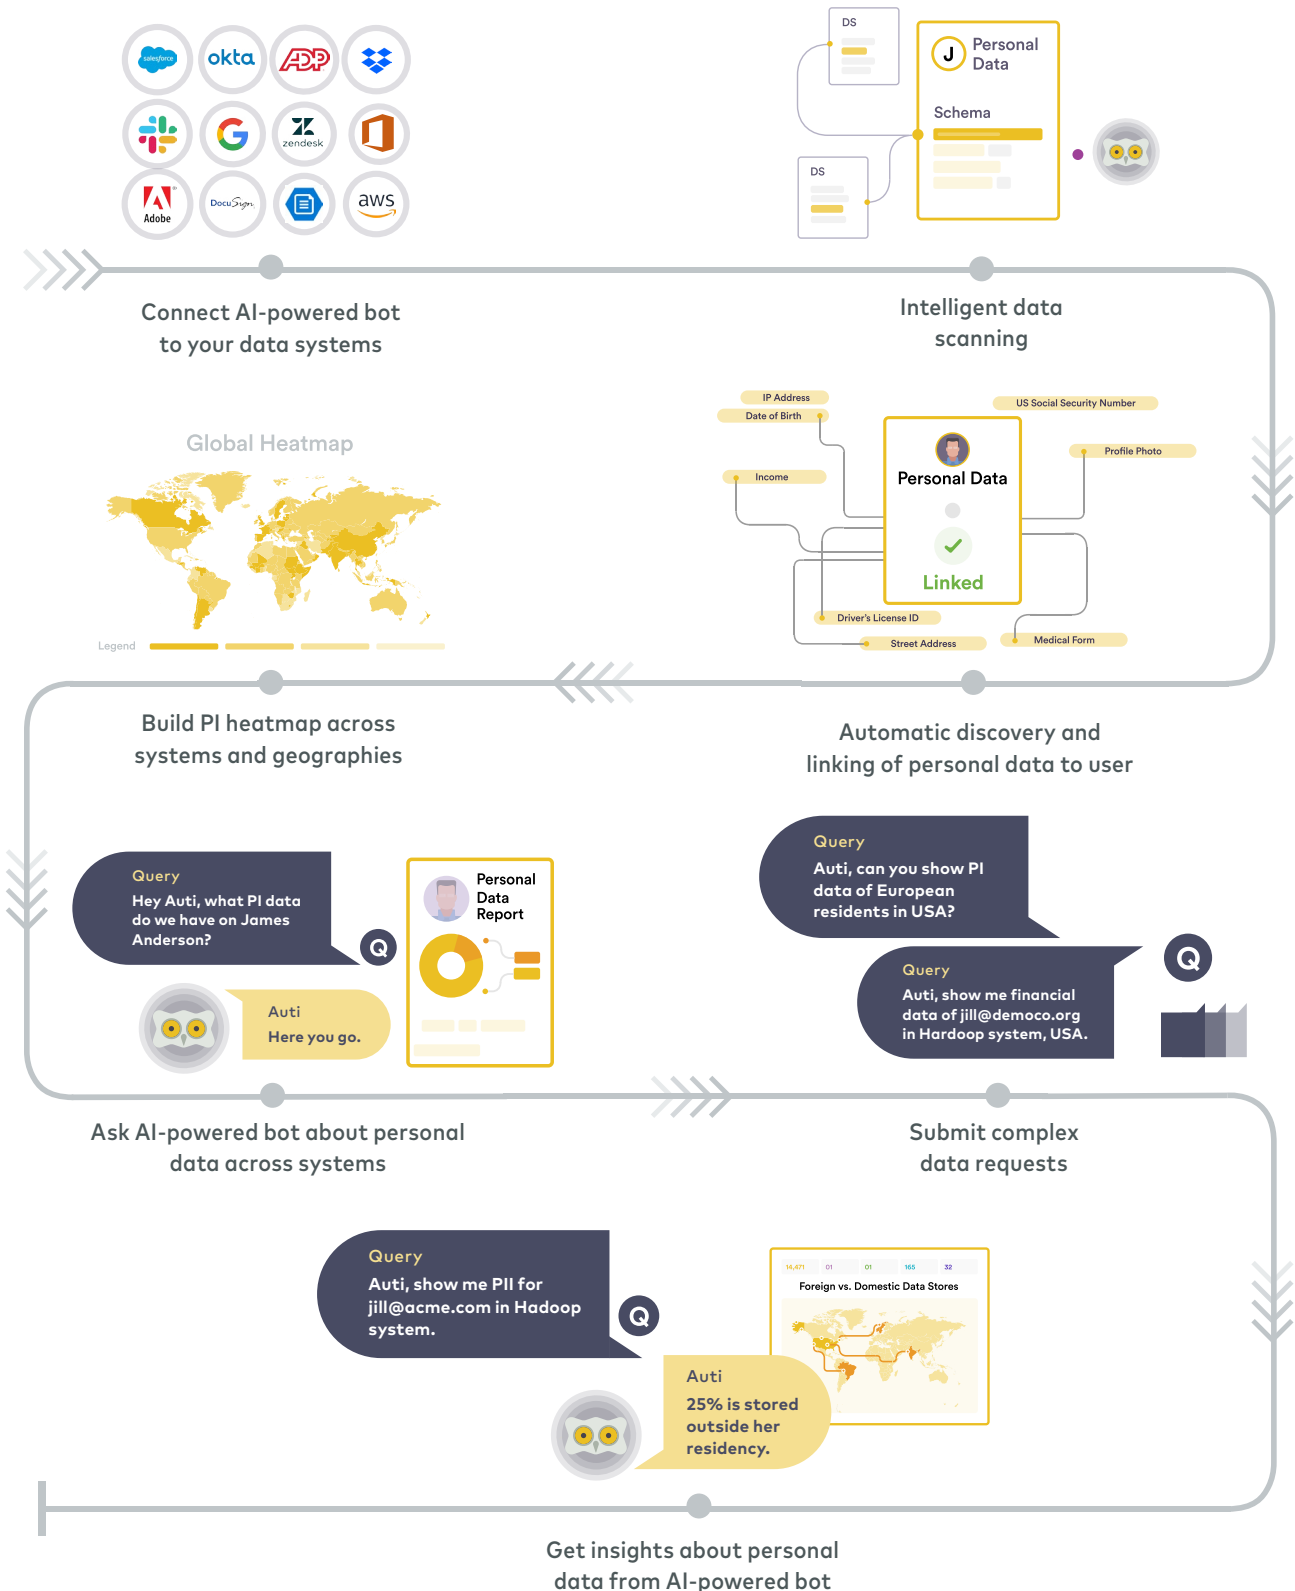 salesforce
okta
ADP
zendesk
Adobe
DocuSign
aws
DS
J
Personal
Data
Schema
DS
Connect AI-powered bot
to your data systems
Intelligent data
scanning
Global Heatmap
Legend
IP Address
Date of Birth
Income
US Social Security Number
Profile Photo
Personal Data
Linked
Driver's License ID
Street Address
Medical Form
Build PI heatmap across
systems and geographies
Automatic discovery and
linking of personal data to user
Query
Hey Auti, what PI data
do we have on James
Anderson?
Q
Auti
Here you go.
Personal
Data
Report
Query
Auti, can you show PI
data of European
residents in USA?
Query
Auti, show me financial
data of jill@democo.org
in Hardoop system, USA.
Q
Ask AI-powered bot about personal
data across systems
Submit complex
data requests
Query
Auti, show me PII for
jill@acme.com in Hadoop
system.
Q
Auti
25% is stored
outside her
residency.
14,471 01 01 165 32
Foreign vs. Domestic Data Stores
Get insights about personal
data from AI-powered bot